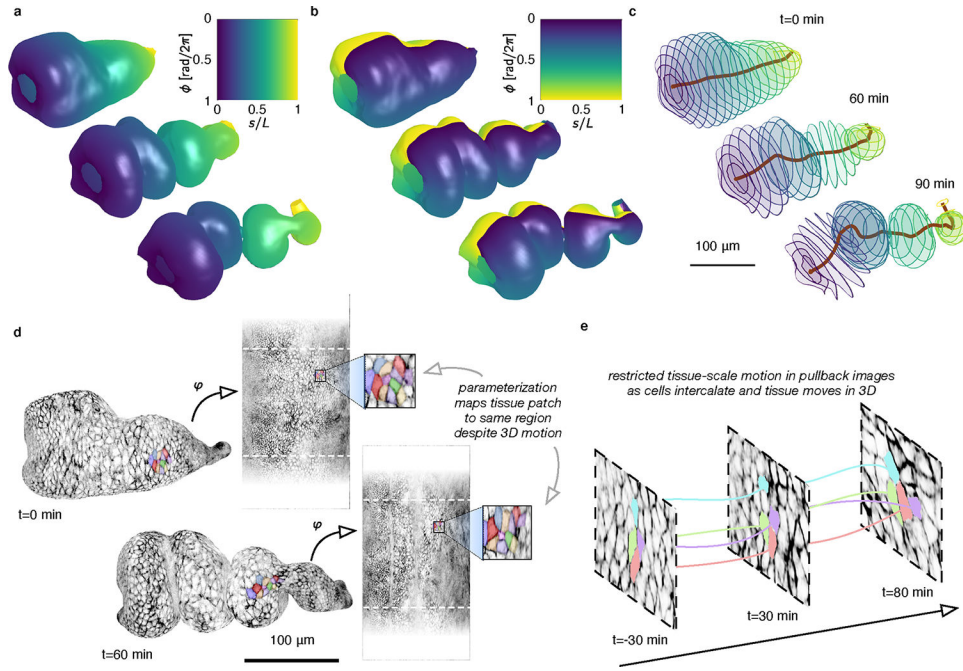 a
0
0.5
1
ϕ [rad/2π]
0 0.5 1
s/L
b
0
0.5
1
ϕ [rad/2π]
0 0.5 1
s/L
c
t=0 min
60 min
90 min
100 µm
d
φ
t=0 min
parameterization
maps tissue patch
to same region
despite 3D motion
φ
t=60 min
100 µm
e
restricted tissue-scale motion in pullback images
as cells intercalate and tissue moves in 3D
t=-30 min
t=30 min
t=80 min